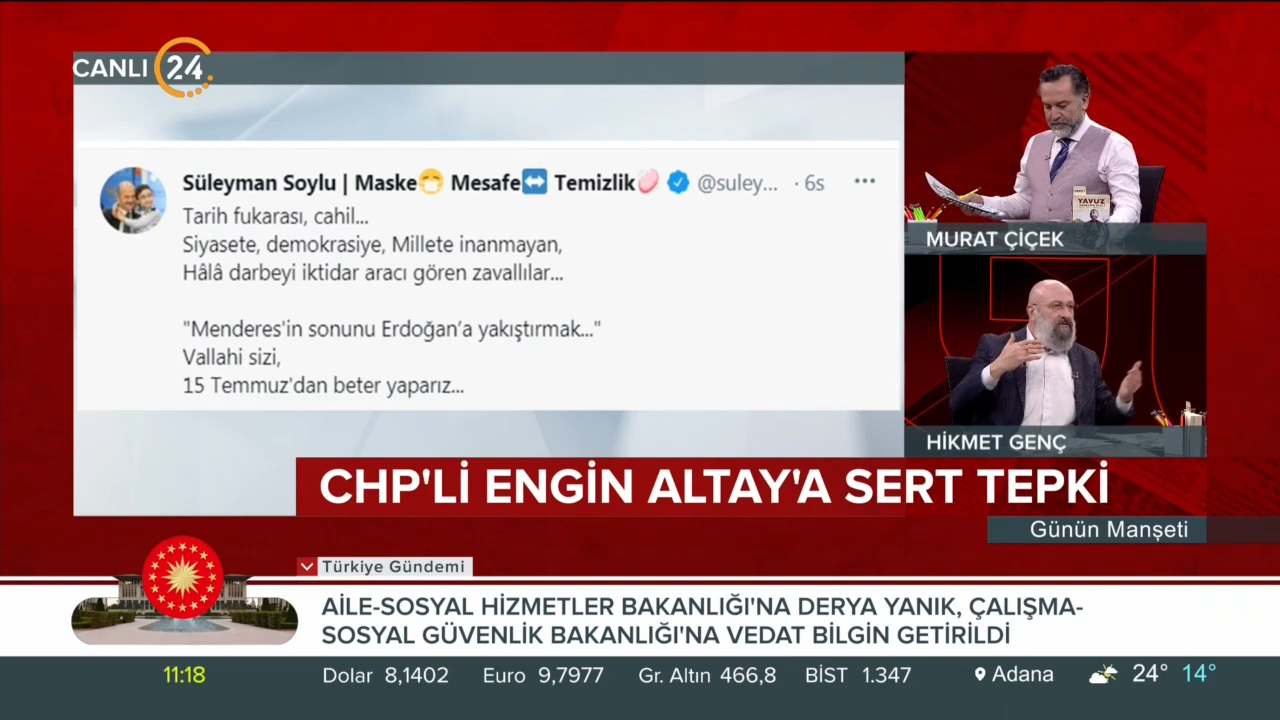 CANLI 24
Süleyman Soylu | Maske😷 Mesafe↔️ Temizlik🧼 @suley... · 6s ···
Tarih fukarası, cahil...
Siyasete, demokrasiye, Millete inanmayan,
Hâlâ darbeyi iktidar aracı gören zavallılar...
"Menderes'in sonunu Erdoğan’a yakıştırmak..."
Vallahi sizi,
15 Temmuz'dan beter yaparız...
YAVUZ
MURAT ÇİÇEK
HİKMET GENÇ
CHP'Lİ ENGİN ALTAY'A SERT TEPKİ
Günün Manşeti
Türkiye Gündemi
AİLE-SOSYAL HİZMETLER BAKANLIĞI'NA DERYA YANIK, ÇALIŞMA-
SOSYAL GÜVENLİK BAKANLIĞI'NA VEDAT BİLGİN GETİRİLDİ
11:18 Dolar 8,1402 Euro 9,7977 Gr. Altın 466,8 BİST 1.347 Adana 24° 14°